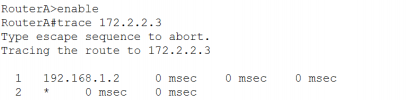 RouterA>enable
RouterA#trace 172.2.2.3
Type escape sequence to abort.
Tracing the route to 172.2.2.3
1 192.168.1.2 0 msec 0 msec 0 msec
2 * 0 msec 0 msec